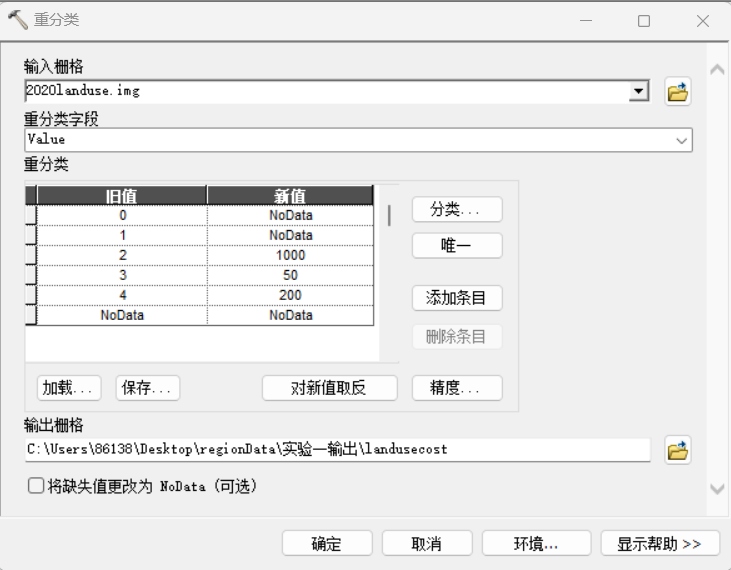 重分类
输入栅格
2020landuse.img
重分类字段
Value
重分类
旧值 新值
0 NoData
1 NoData
2 1000
3 50
4 200
NoData NoData
分类...
唯一
添加条目
删除条目
加载... 保存... 对新值取反 精度...
输出栅格
C:\Users\86138\Desktop\regionData\实验一输出\landusecost
将缺失值更改为 NoData (可选)
确定 取消 环境... 显示帮助 >>